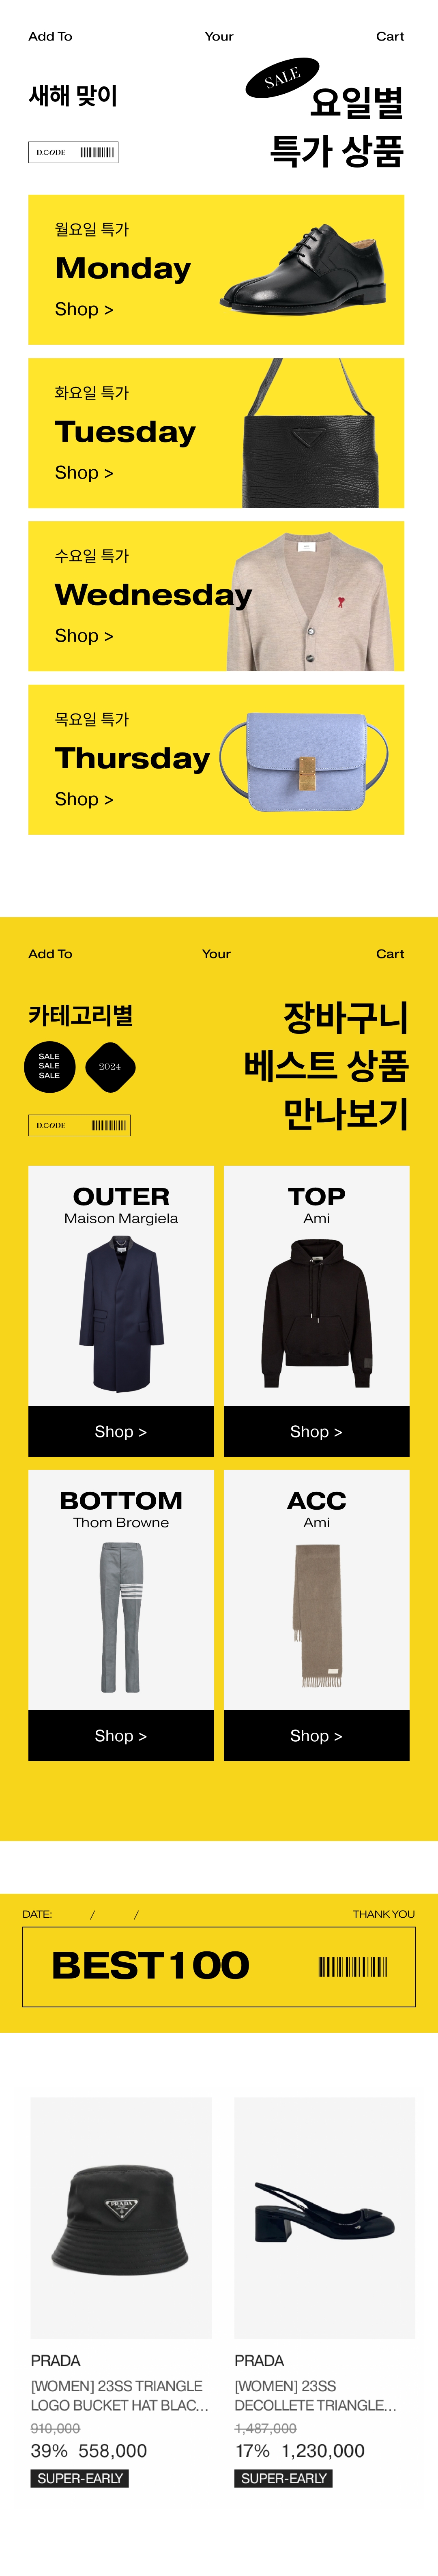 Add To Your Cart
새해 맞이
SALE
요일별
특가 상품
D.CODE
월요일 특가
Monday
Shop >
화요일 특가
Tuesday
Shop >
수요일 특가
Wednesday
Shop >
목요일 특가
Thursday
Shop >
Add To Your Cart
카테고리별
장바구니
베스트 상품
만나보기
SALE
SALE
SALE
2024
D.CODE
OUTER
Maison Margiela
Shop >
TOP
Ami
Shop >
BOTTOM
Thom Browne
Shop >
ACC
Ami
Shop >
DATE: / /
THANK YOU
BEST100
PRADA
PRADA
[WOMEN] 23SS TRIANGLE
LOGO BUCKET HAT BLAC...
910,000
39% 558,000
SUPER-EARLY
PRADA
[WOMEN] 23SS
DECOLLETE TRIANGLE...
1,487,000
17% 1,230,000
SUPER-EARLY